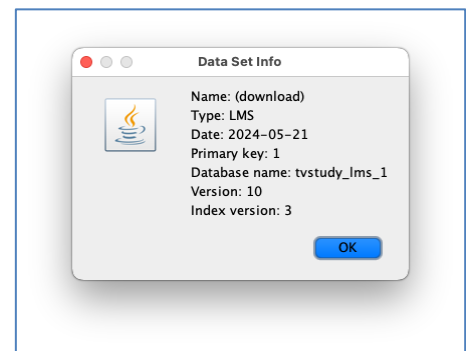 Data Set Info
Name: (download)
Type: LMS
Date: 2024-05-21
Primary key: 1
Database name: tvstudy_lms_1
Version: 10
Index version: 3
OK